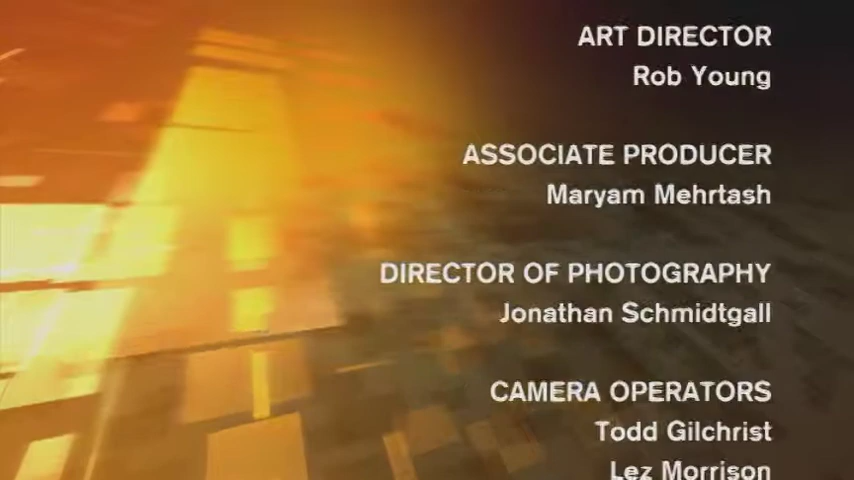 ART DIRECTOR
Rob Young
ASSOCIATE PRODUCER
Maryam Mehrtash
DIRECTOR OF PHOTOGRAPHY
Jonathan Schmidtgall
CAMERA OPERATORS
Todd Gilchrist
Lez Morrison